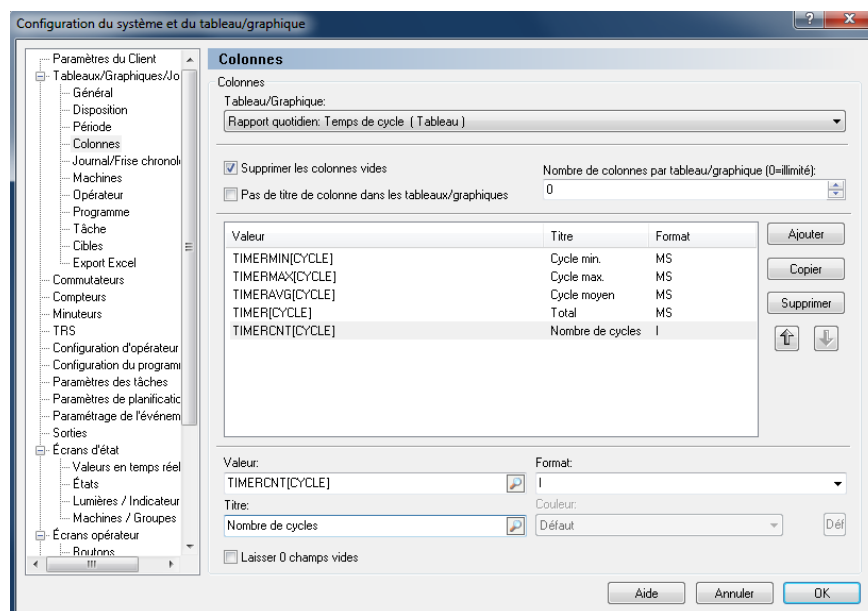 Configuration du système et du tableau/graphique
Paramètres du Client
Tableaux/Graphiques/Jo
Général
Disposition
Période
Colonnes
Journal/Frise chronol
Machines
Opérateur
Programme
Tâche
Cibles
Export Excel
Commutateurs
Compteurs
Minuteurs
TRS
Configuration d'opérateur
Configuration du program
Paramètres des tâches
Paramètres de planificatio
Paramétrage de l'événem
Sorties
Écrans d'état
Valeurs en temps réel
États
Lumières / Indicateur
Machines / Groupes
Écrans opérateur
Boutons
Colonnes
Colonnes
Tableau/Graphique:
Rapport quotidien: Temps de cycle ( Tableau )
Supprimer les colonnes vides
Pas de titre de colonne dans les tableaux/graphiques
Nombre de colonnes par tableau/graphique (0=illimité):
0
Valeur Titre Format
TIMERMIN[CYCLE] Cycle min. MS
TIMERMAX[CYCLE] Cycle max. MS
TIMERAVG[CYCLE] Cycle moyen MS
TIMER[CYCLE] Total MS
TIMERCNT[CYCLE] Nombre de cycles I
Ajouter
Copier
Supprimer
Valeur: Format:
TIMERCNT[CYCLE] I
Titre: Couleur:
Nombre de cycles Défaut Déf
Laisser 0 champs vides
Aide Annuler OK